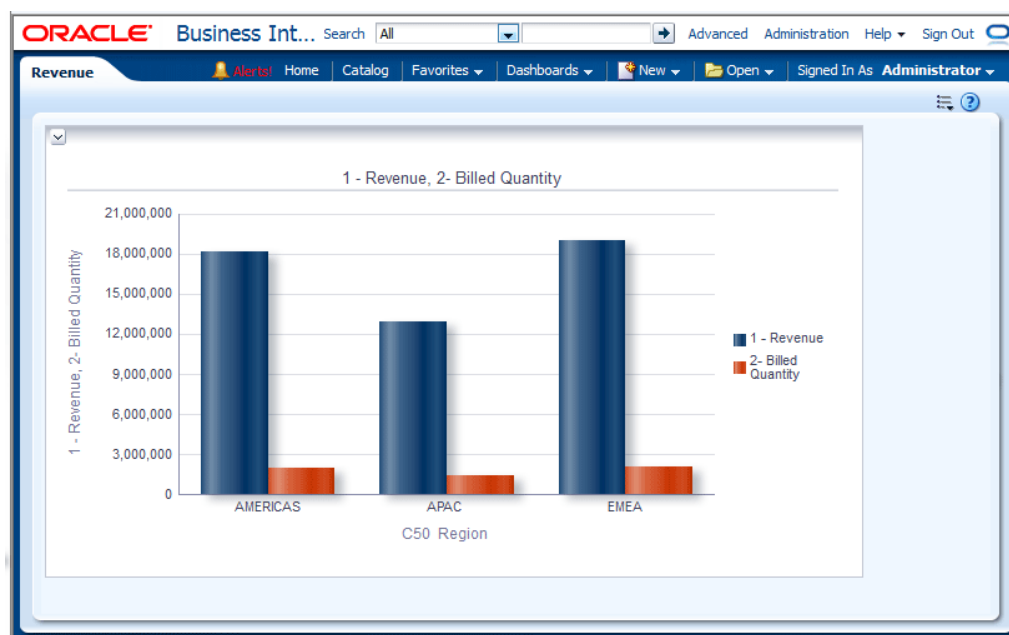 ORACLE Business Int... Search All Advanced Administration Help Sign Out
Revenue Alerts! Home Catalog Favorites Dashboards New Open Signed In As Administrator
1 - Revenue, 2- Billed Quantity
1 - Revenue, 2- Billed Quantity
21,000,000
18,000,000
15,000,000
12,000,000
9,000,000
6,000,000
3,000,000
0
AMERICAS APAC EMEA
C50 Region
1 - Revenue
2- Billed
Quantity